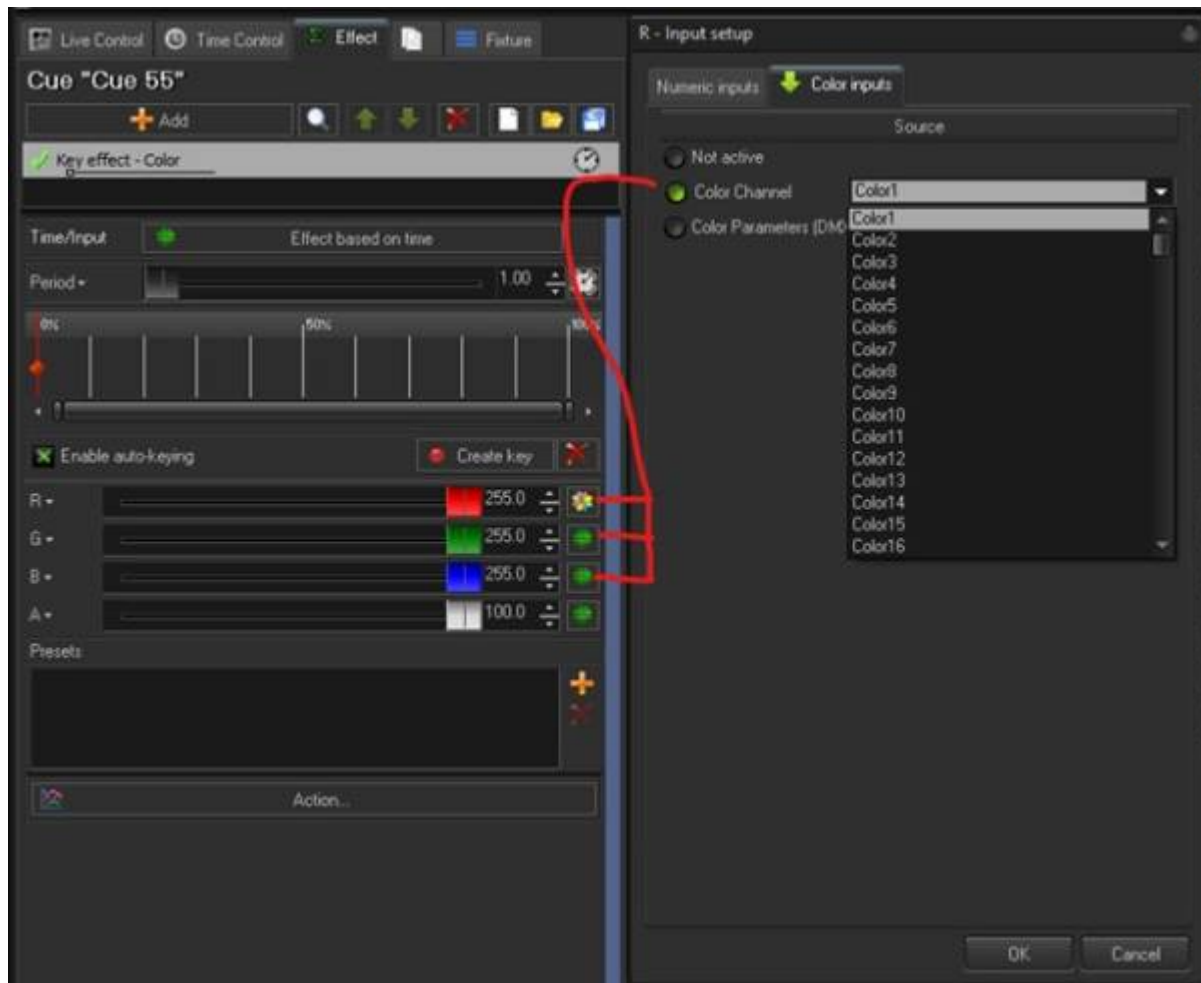 Live Control Time Control Effect Fixture
Cue "Cue 55"
Add
Key effect - Color
Time/Input Effect based on time
Period 1.00
0% 50% 100%
Enable auto-keying Create key
R 255.0
G 255.0
B 255.0
A 100.0
Presets
Action...
R - Input setup
Numeric inputs Color inputs
Source
Not active
Color Channel Color1
Color Parameters (DMX
Color1
Color2
Color3
Color4
Color5
Color6
Color7
Color8
Color9
Color10
Color11
Color12
Color13
Color14
Color15
Color16
OK Cancel